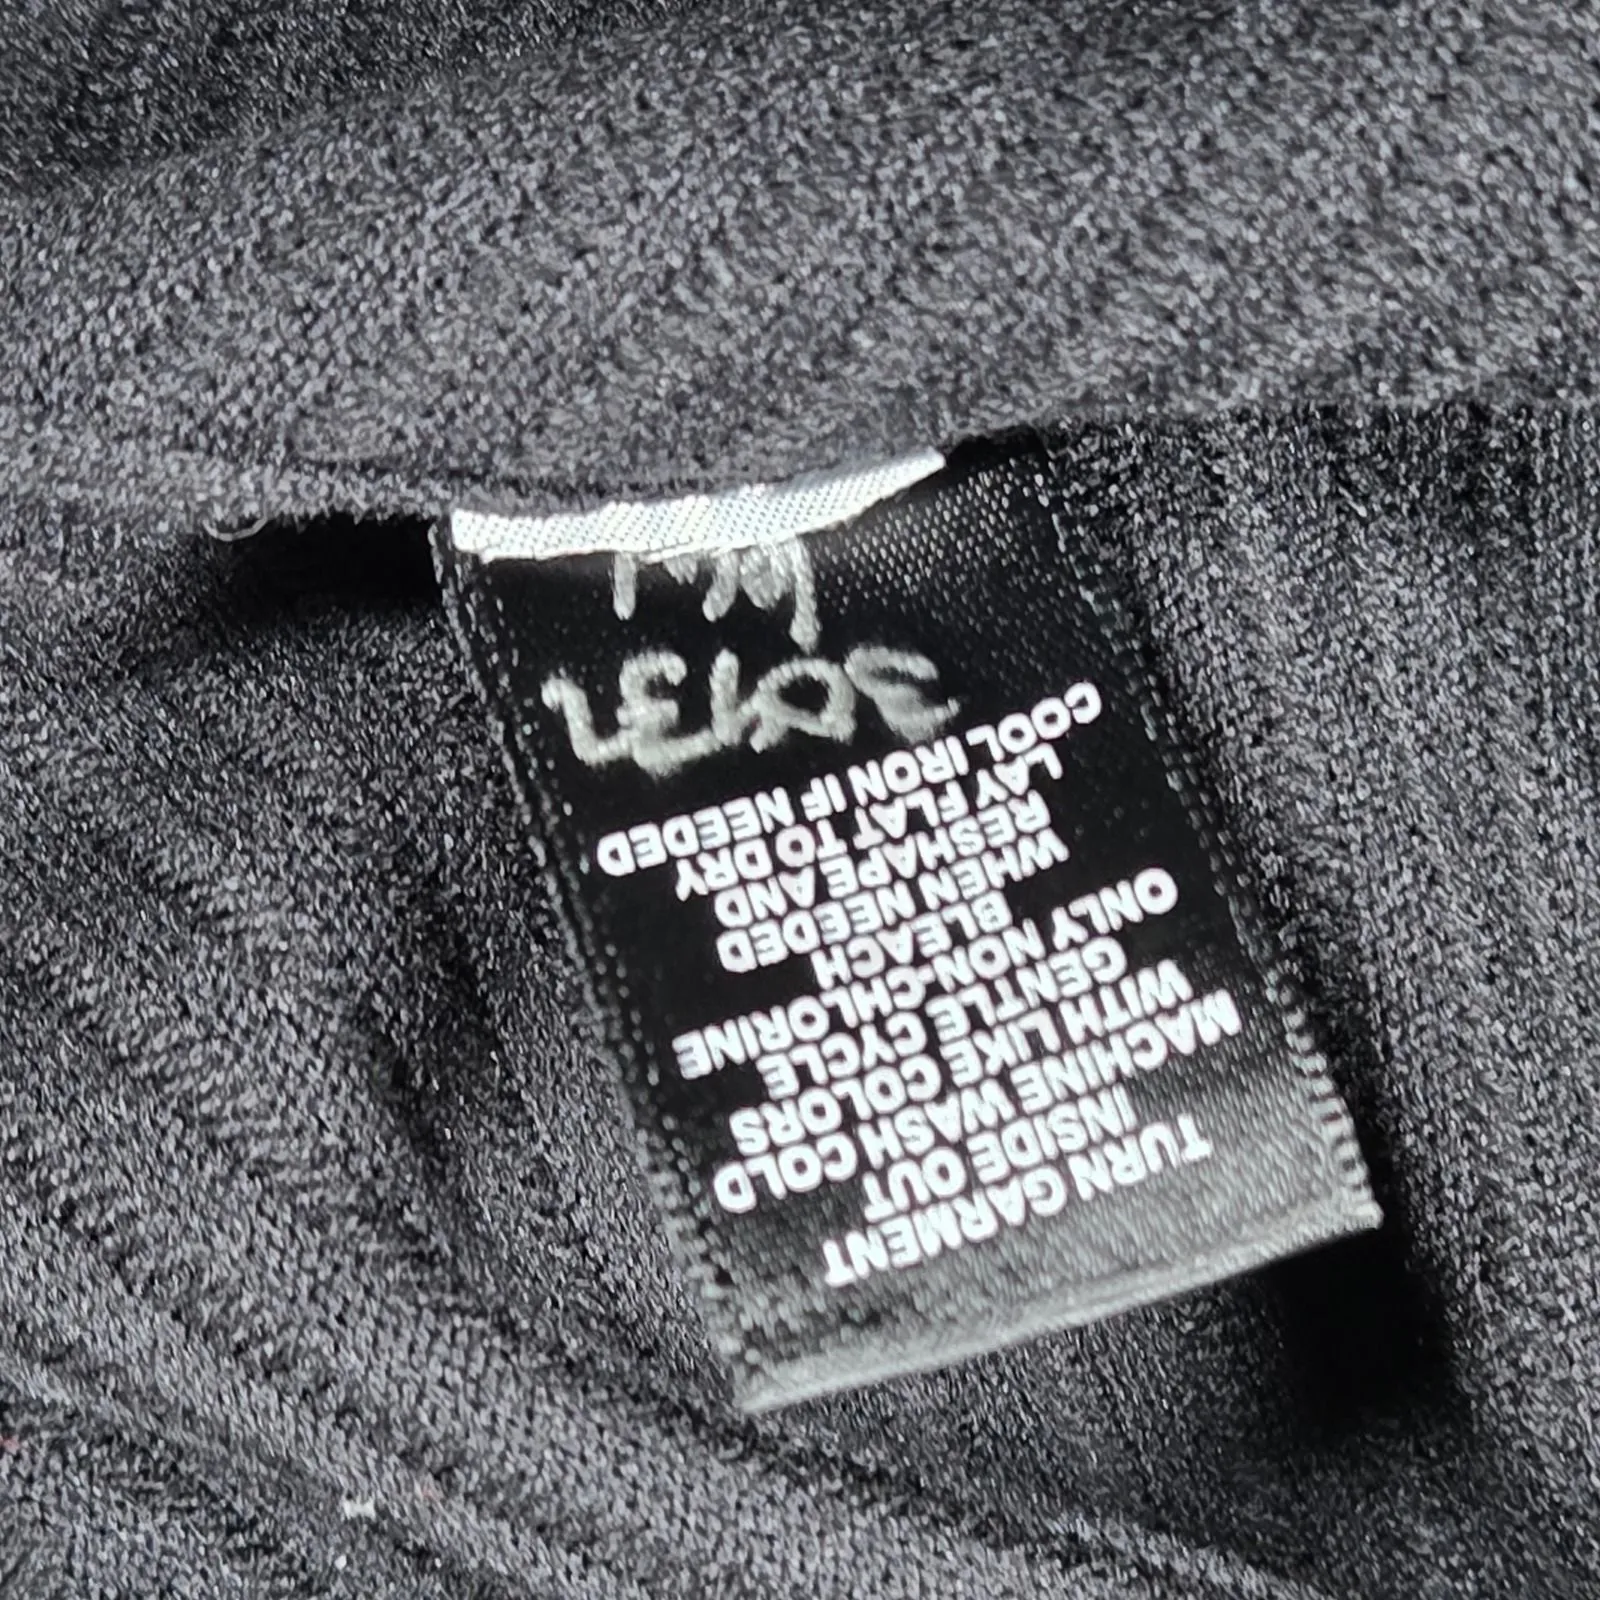 TURN GARMENT
INSIDE OUT
MACHINE WASH COLD
WITH LIKE COLORS
GENTLE CYCLE
ONLY NON-CHLORINE
BLEACH
WHEN NEEDED
RESHAPE AND
LAY FLAT TO DRY
COOL IRON IF NEEDED